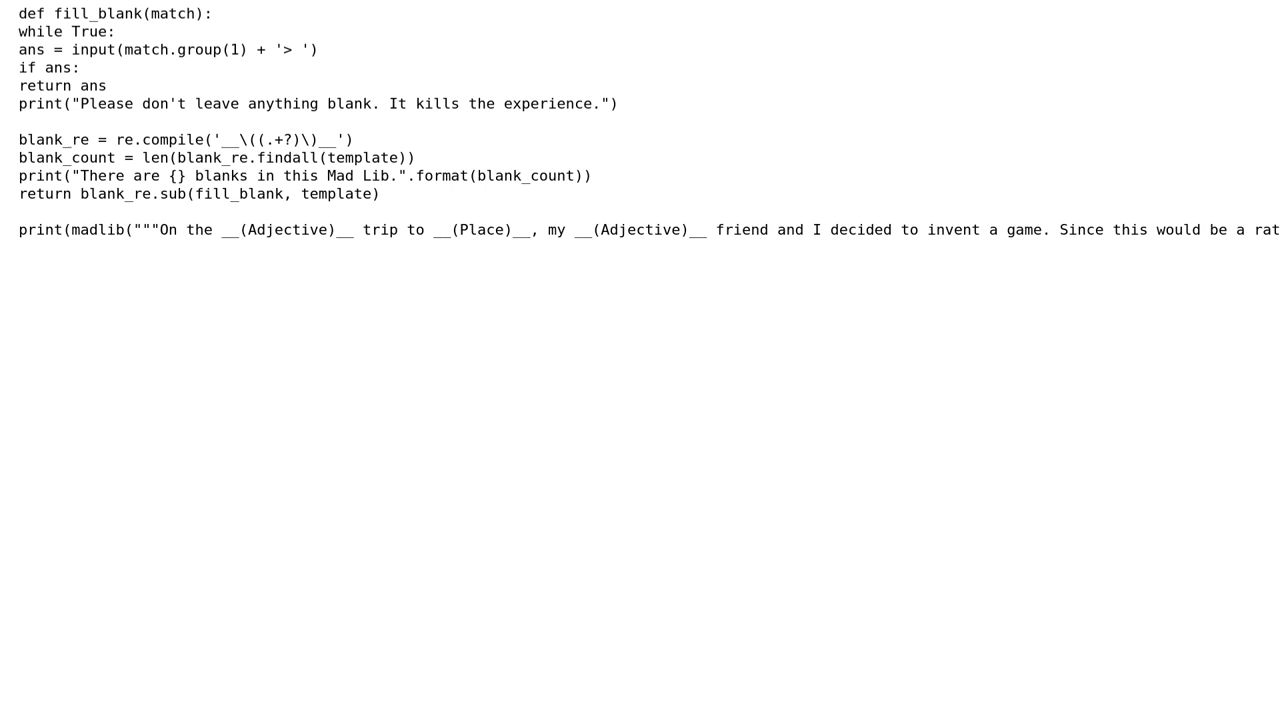 def fill_blank(match):
while True:
ans = input(match.group(1) + '> ')
if ans:
return ans
print("Please don't leave anything blank. It kills the experience.")

blank_re = re.compile('__\((.+?)\)__')
blank_count = len(blank_re.findall(template))
print("There are {} blanks in this Mad Lib.".format(blank_count))
return blank_re.sub(fill_blank, template)

print(madlib("""On the __(Adjective)__ trip to __(Place)__, my __(Adjective)__ friend and I decided to invent a game. Since this would be a rat